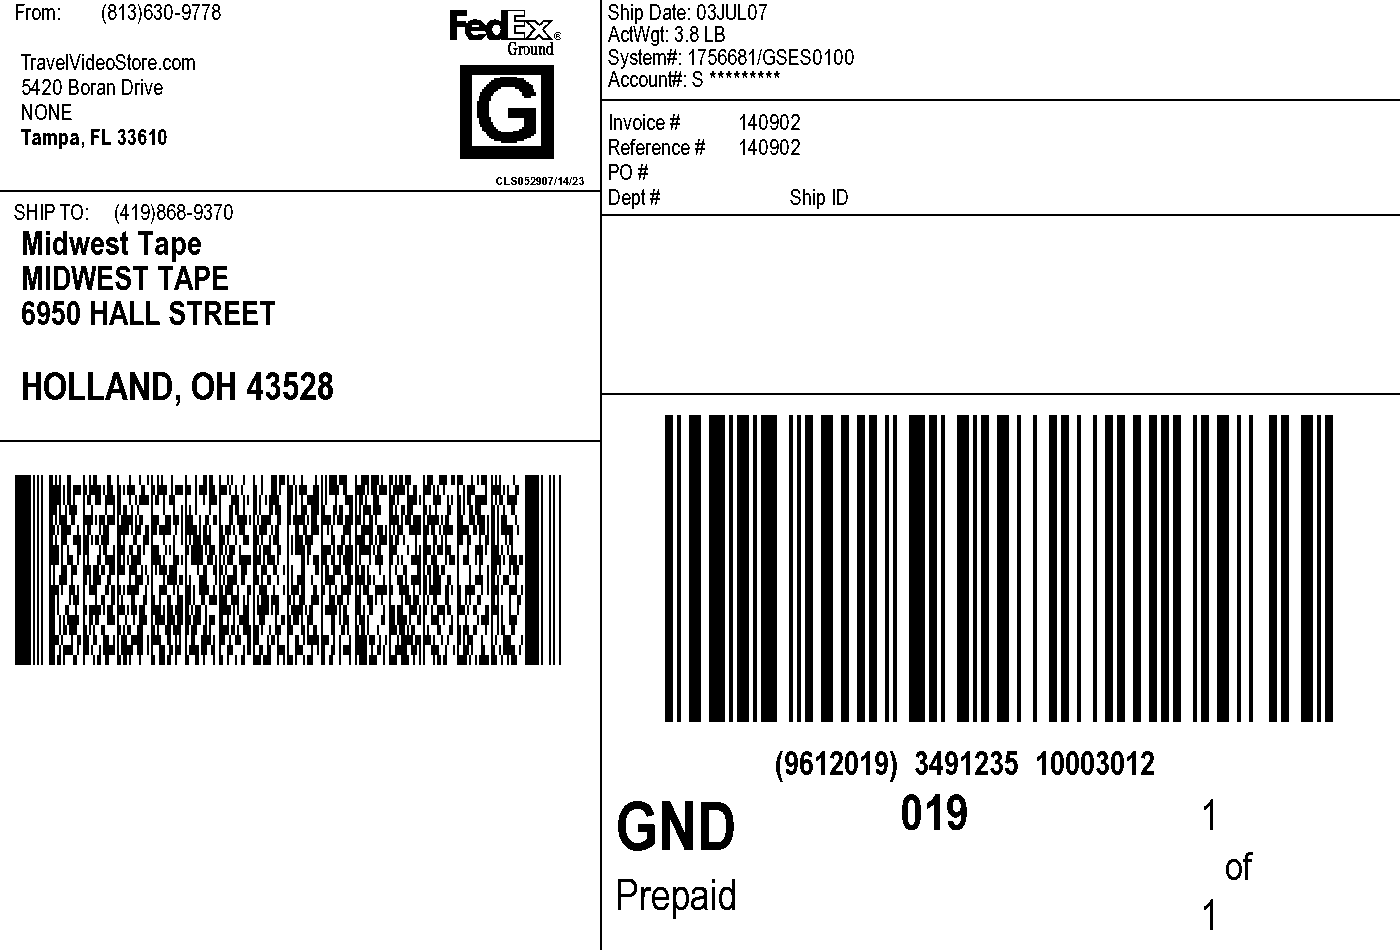 From: (813)630-9778
TravelVideoStore.com
5420 Boran Drive
NONE
Tampa, FL 33610
FedEx®
Ground
G
CLS052907/14/23
SHIP TO: (419)868-9370
Midwest Tape
MIDWEST TAPE
6950 HALL STREET
HOLLAND, OH 43528
Ship Date: 03JUL07
ActWgt: 3.8 LB
System#: 1756681/GSES0100
Account#: S *********
Invoice # 140902
Reference # 140902
PO #
Dept # Ship ID
(9612019) 3491235 10003012
GND 019 1
of
Prepaid 1